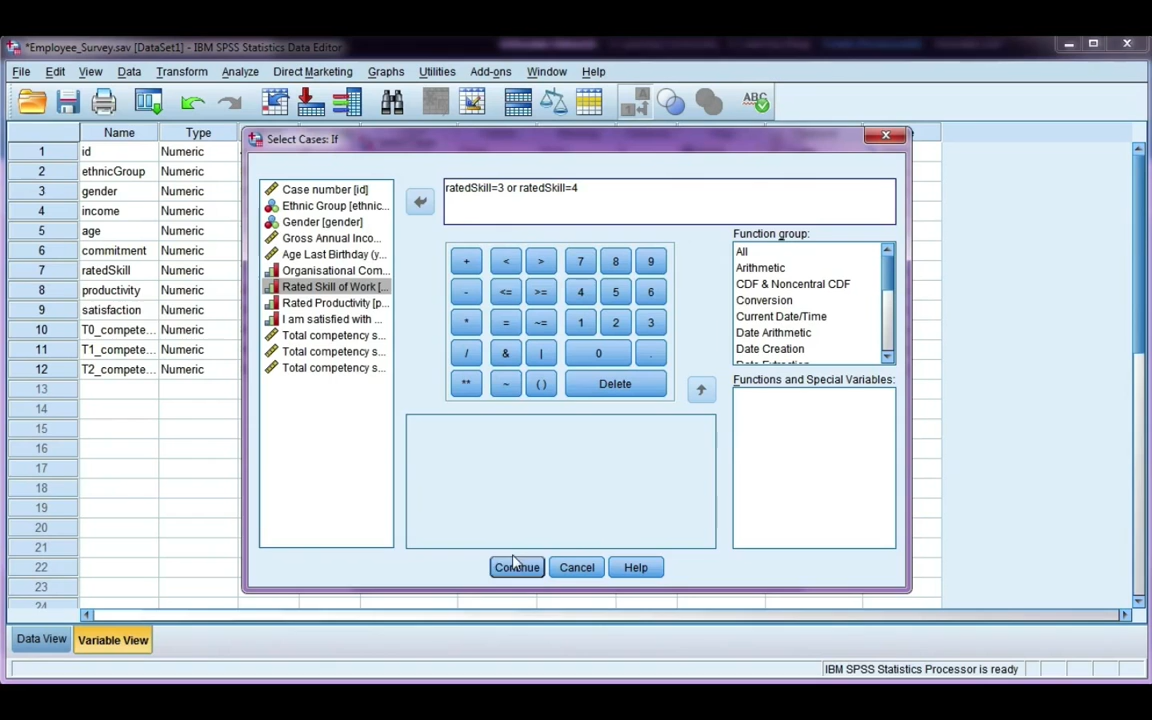 *Employee_Survey.sav [DataSet1] - IBM SPSS Statistics Data Editor
File Edit View Data Transform Analyze Direct Marketing Graphs Utilities Add-ons Window Help
Name Type
1 id Numeric
2 ethnicGroup Numeric
3 gender Numeric
4 income Numeric
5 age Numeric
6 commitment Numeric
7 ratedSkill Numeric
8 productivity Numeric
9 satisfaction Numeric
10 T0_compete... Numeric
11 T1_compete... Numeric
12 T2_compete... Numeric
13
14
15
16
17
18
19
20
21
22
23
24
Select Cases: If
Case number [id]
Ethnic Group [ethnic...
Gender [gender]
Gross Annual Inco...
Age Last Birthday (y...
Organisational Com...
Rated Skill of Work [...
Rated Productivity [p...
I am satisfied with ...
Total competency s...
Total competency s...
Total competency s...
ratedSkill=3 or ratedSkill=4
+ < > 7 8 9
- <= >= 4 5 6
* = ~= 1 2 3
/ & | 0 .
** ~ ( ) Delete
Function group:
All
Arithmetic
CDF & Noncentral CDF
Conversion
Current Date/Time
Date Arithmetic
Date Creation
Date Extraction
Functions and Special Variables:
Continue Cancel Help
Data View Variable View
IBM SPSS Statistics Processor is ready
ABC